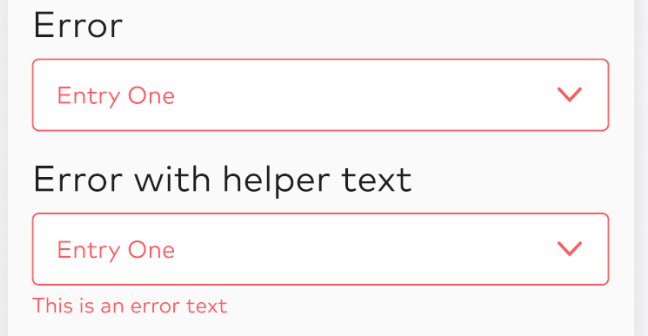 Error
Entry One
Error with helper text
Entry One
This is an error text